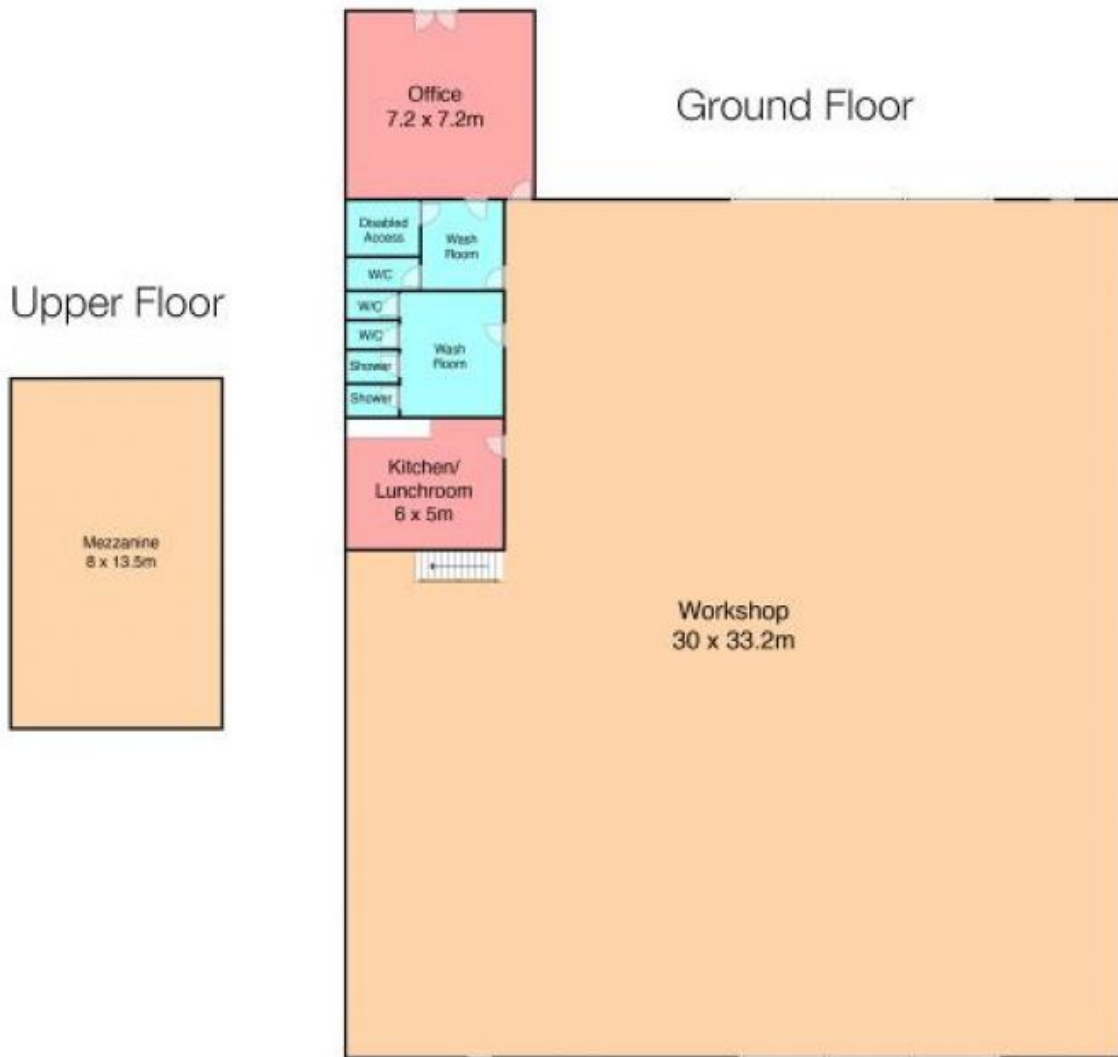 Office
7.2 x 7.2m
Ground Floor
Disabled
Access
Wash
Room
W/C
Upper Floor
W/C
W/C
Wash
Room
Shower
Shower
Kitchen/
Lunchroom
6 x 5m
Mezzanine
8 x 13.5m
Workshop
30 x 33.2m